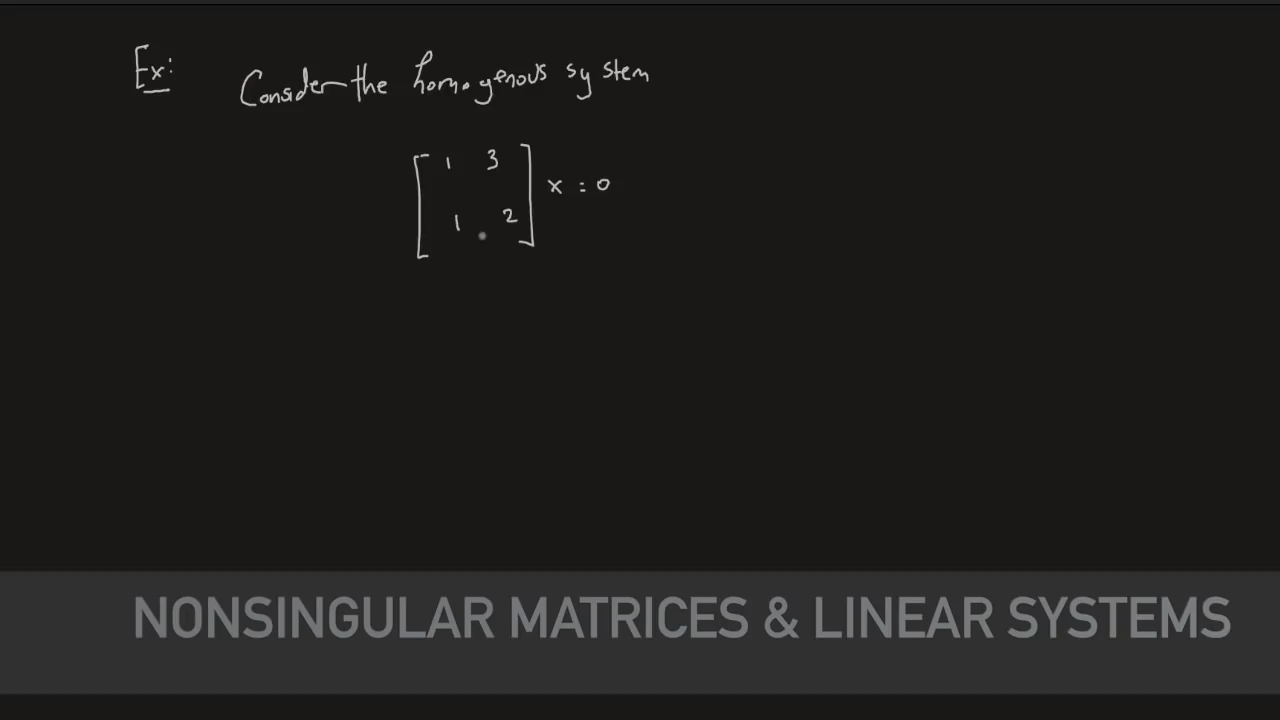 Ex: Consider the homogenous system
1 3
1 2
x = 0
NONSINGULAR MATRICES & LINEAR SYSTEMS